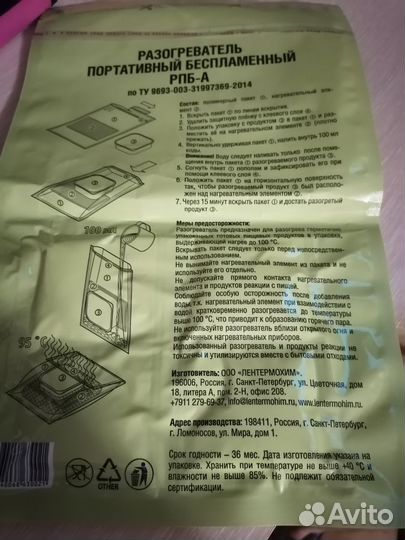 РАЗОГРЕВАТЕЛЬ
ПОРТАТИВНЫЙ БЕСПЛАМЕННЫЙ
РПБ-А
по ТУ 9693-003-31997369-2014
Состав: полимерный пакет ①, нагревательный эле-
мент ②.
1. Вскрыть пакет ① по линии вскрытия.
2. Удалить защитную плёнку с клеевого слоя ④.
3. Положить упаковку с продуктом ③ в пакет ① и раз-
местить её на нагревательном элементе ② (плотно
прижать).
4. Вертикально удерживая пакет ①, налить внутрь 100 мл
воды.
Внимание! Воду следует наливать только после поме-
щения внутрь пакета ① разогреваемого продукта ③.
5. Согнуть пакет ① пополам и зафиксировать его при
помощи клеевого слоя ④.
6. Положить пакет ① на горизонтальную поверхность
так, чтобы разогреваемый продукт ③ был располо-
жен над нагревательным элементом ②.
7. Через 15 минут вскрыть пакет ① и достать разогретый
продукт ③.
100 мл
Меры предосторожности:
Разогреватель предназначен для разогрева герметично
упакованных готовых пищевых продуктов в упаковке,
выдерживающей нагрев до 100 °С.
Вскрывать пакет следует только перед непосредствен-
ным использованием.
Не вынимайте нагревательный элемент из пакета и не
используйте его отдельно.
Не допускайте прямого контакта нагревательного
элемента и продуктов реакции с пищей.
Соблюдайте особую осторожность после добавления
воды, т.к. нагревательный элемент при взаимодействии с
водой кратковременно разогревается до температуры
выше 100 °С, что приводит к образованию горячего пара.
Не используйте разогреватель вблизи открытого огня и
включенных нагревательных приборов.
Использованный разогреватель и продукты реакции не
токсичны и утилизируются вместе с бытовыми отходами.
95 °C
Изготовитель: ООО «ЛЕНТЕРМОХИМ».
196006, Россия, г. Санкт-Петербург, ул. Цветочная, дом
18, литера А, пом. 2-Н, офис 208.
+7911 279-69-37, info@lentermohim.ru, www.lentermohim.ru
Адрес производства: 198411, Россия, г. Санкт-Петербург,
г. Ломоносов, ул. Мира, дом 1.
Срок годности – 36 мес. Дата изготовления указана на
упаковке. Хранить при температуре не выше +40 °С и
влажности не выше 85%. Не подлежит обязательной
сертификации.
OTHER
Avito